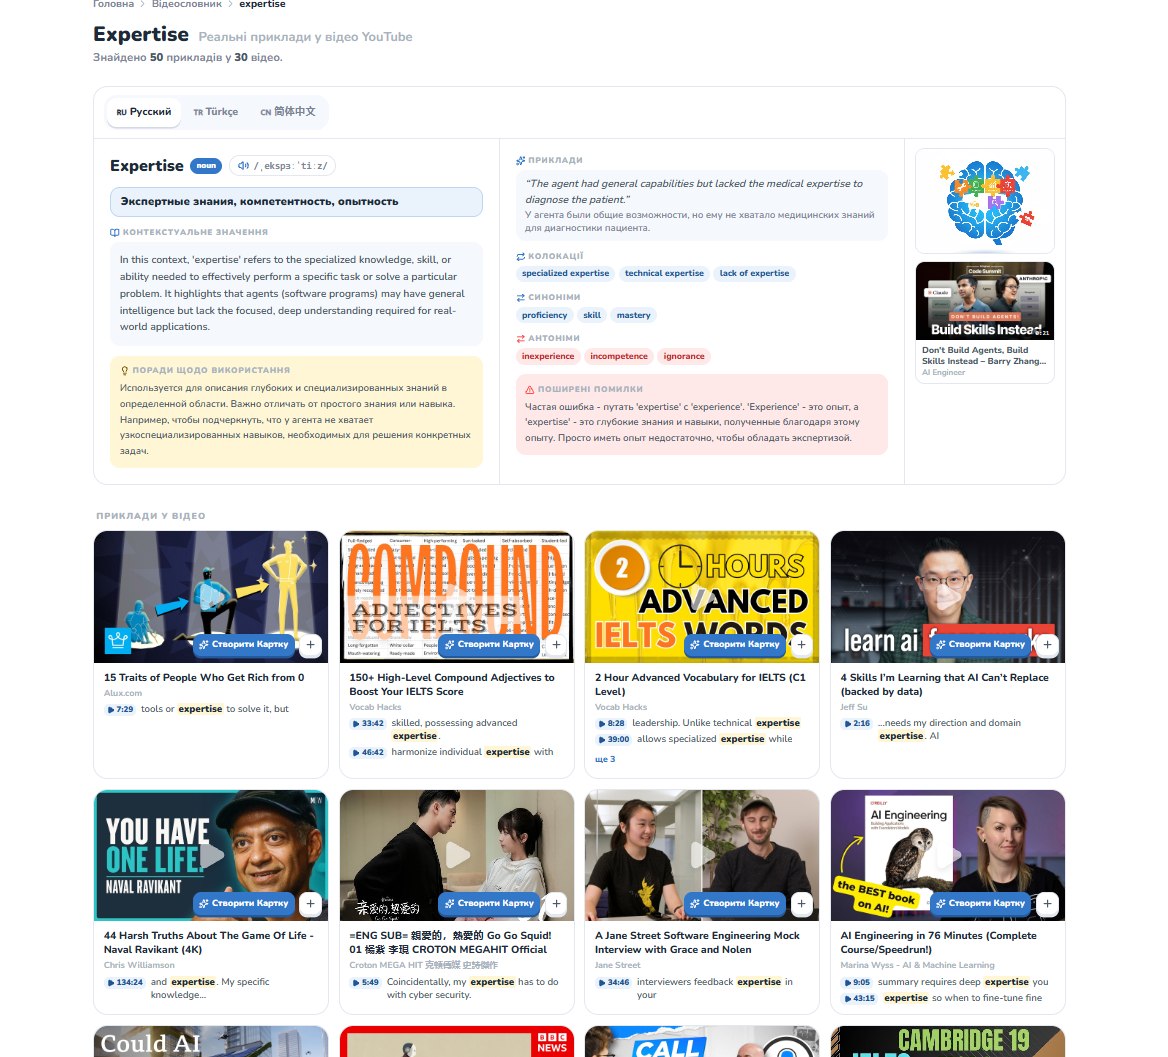 Головна > Відеословник > expertise
Expertise Реальні приклади у відео YouTube
Знайдено 50 прикладів у 30 відео.
RU Русский TR Türkçe CN 简体中文
Expertise noun /ˌekspɜːˈtiːz/
Экспертные знания, компетентность, опытность
КОНТЕКСТУАЛЬНЕ ЗНАЧЕННЯ
In this context, 'expertise' refers to the specialized knowledge, skill, or
ability needed to effectively perform a specific task or solve a particular
problem. It highlights that agents (software programs) may have general
intelligence but lack the focused, deep understanding required for real-
world applications.
ПОРАДИ ЩОДО ВИКОРИСТАННЯ
Используется для описания глубоких и специализированных знаний в
определенной области. Важно отличать от простого знания или навыка.
Например, чтобы подчеркнуть, что у агента не хватает
узкоспециализированных навыков, необходимых для решения конкретных
задач.
ПРИКЛАДИ
“The agent had general capabilities but lacked the medical expertise to
diagnose the patient.”
У агента были общие возможности, но ему не хватало медицинских знаний
для диагностики пациента.
КОЛОКАЦІЇ
specialized expertise technical expertise lack of expertise
СИНОНІМИ
proficiency skill mastery
АНТОНІМИ
inexperience incompetence ignorance
ПОШИРЕНІ ПОМИЛКИ
Частая ошибка - путать 'expertise' с 'experience'. 'Experience' - это опыт, а
'expertise' - это глубокие знания и навыки, полученные благодаря этому
опыту. Просто иметь опыт недостаточно, чтобы обладать экспертизой.
Code Summit
ANTHROPIC
Claude
DON'T BUILD AGENTS!
Build Skills Instead
Don't Build Agents, Build
Skills Instead – Barry Zhang...
AI Engineer
ПРИКЛАДИ У ВІДЕО
Створити Картку +
15 Traits of People Who Get Rich from 0
Alux.com
7:29 tools or expertise to solve it, but
COMPOUND
ADJECTIVES
FOR IELTS
Створити Картку +
150+ High-Level Compound Adjectives to
Boost Your IELTS Score
Vocab Hacks
33:42 skilled, possessing advanced
expertise.
46:42 harmonize individual expertise with
2 HOURS
ADVANCED
IELTS WORDS
Створити Картку +
2 Hour Advanced Vocabulary for IELTS (C1
Level)
Vocab Hacks
8:28 leadership. Unlike technical expertise
39:00 allows specialized expertise while
ще 3
learn ai
Створити Картку +
4 Skills I’m Learning that AI Can’t Replace
(backed by data)
Jeff Su
2:16 ...needs my direction and domain
expertise. AI
YOU HAVE
ONE LIFE.
NAVAL RAVIKANT
Створити Картку +
44 Harsh Truths About The Game Of Life -
Naval Ravikant (4K)
Chris Williamson
134:24 and expertise. My specific
knowledge...
亲爱的,热爱的
Створити Картку +
=ENG SUB= 親愛的，熱愛的 Go Go Squid!
01 楊紫 李現 CROTON MEGAHIT Official
Croton MEGA HIT 克頓傳媒 史詩傑作
5:49 Coincidentally, my expertise has to do
with cyber security.
Створити Картку +
A Jane Street Software Engineering Mock
Interview with Grace and Nolen
Jane Street
34:46 interviewers feedback expertise in
your
O'REILLY
AI Engineering
the BEST book
on AI!
Створити Картку +
AI Engineering in 76 Minutes (Complete
Course/Speedrun!)
Marina Wyss - AI & Machine Learning
9:05 summary requires deep expertise you
43:15 expertise so when to fine-tune fine
Could AI
BBC
NEWS
CALL
CAMBRIDGE 19